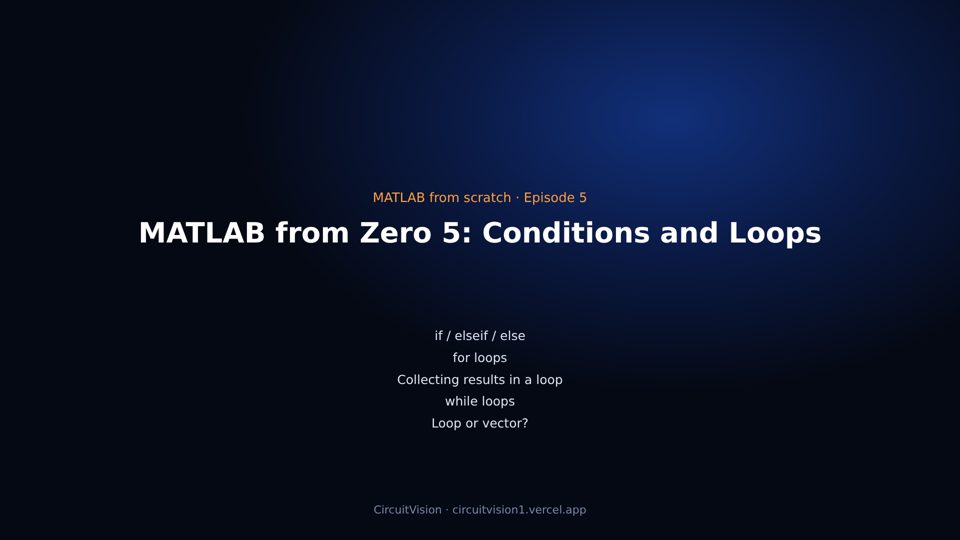 MATLAB from scratch · Episode 5
MATLAB from Zero 5: Conditions and Loops
if / elseif / else
for loops
Collecting results in a loop
while loops
Loop or vector?
CircuitVision · circuitvision1.vercel.app